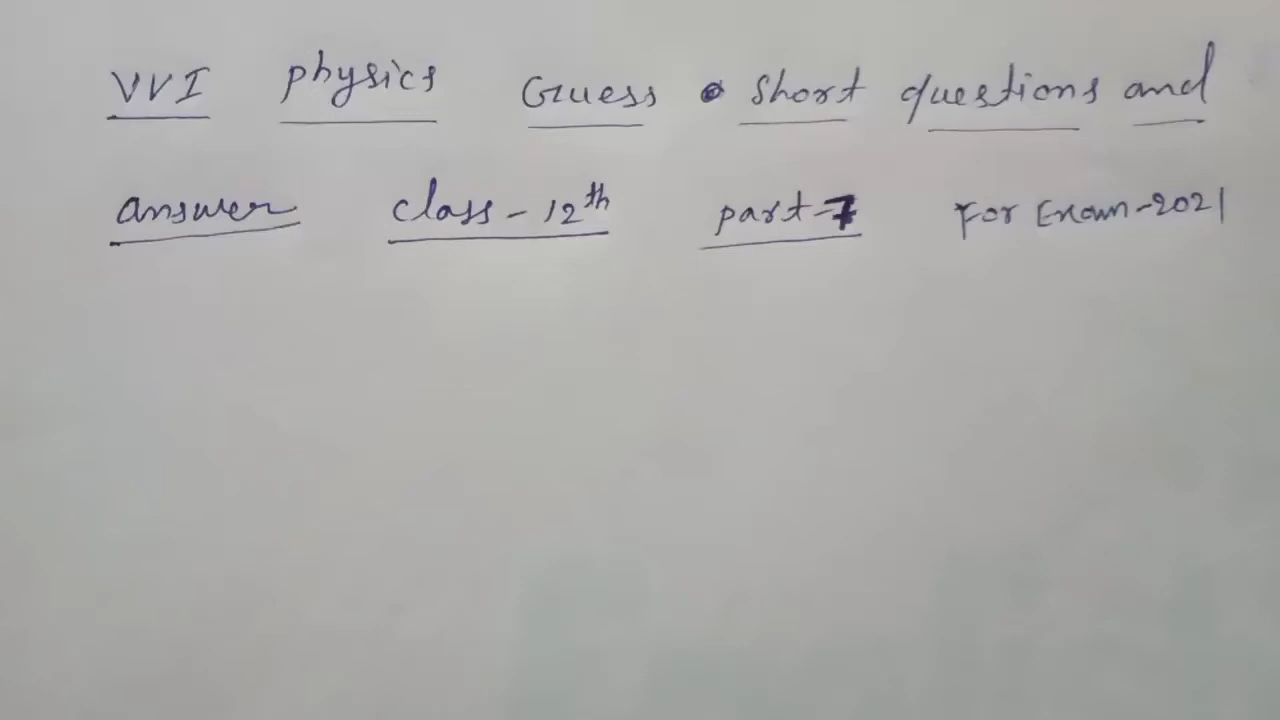 VVI physics Guess short questions and
answer class-12th part-7 For Exam-2021